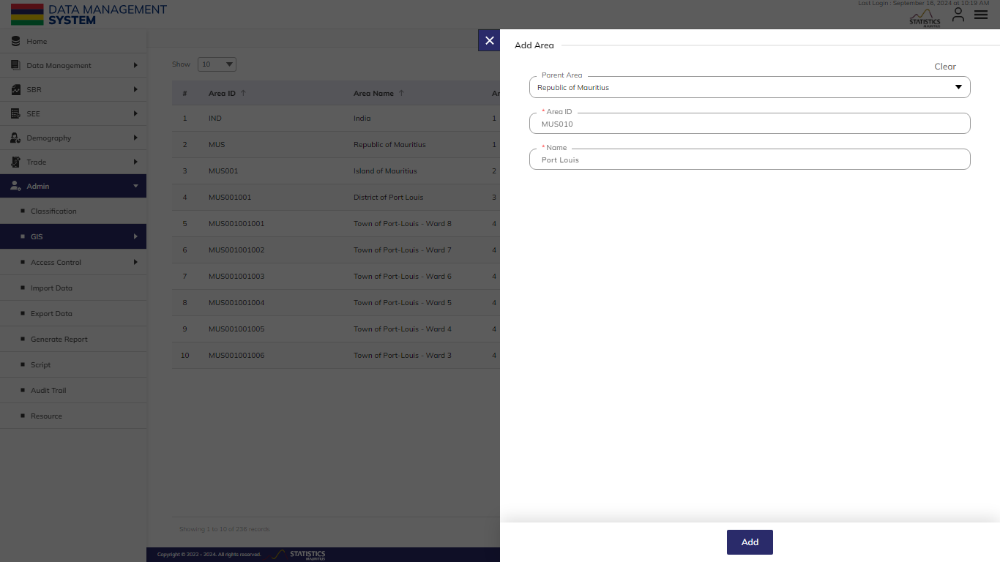 DATA MANAGEMENT
SYSTEM
Last Login : September 16, 2024 at 10:19 AM
STATISTICS
MAURITIUS
Home
Data Management
SBR
SEE
Demography
Trade
Admin
Classification
GIS
Access Control
Import Data
Export Data
Generate Report
Script
Audit Trail
Resource
Show 10
# Area ID Area Name Ar
1 IND India 1
2 MUS Republic of Mauritius 1
3 MUS001 Island of Mauritius 2
4 MUS001001 District of Port Louis 3
5 MUS001001001 Town of Port-Louis - Ward 8 4
6 MUS001001002 Town of Port-Louis - Ward 7 4
7 MUS001001003 Town of Port-Louis - Ward 6 4
8 MUS001001004 Town of Port-Louis - Ward 5 4
9 MUS001001005 Town of Port-Louis - Ward 4 4
10 MUS001001006 Town of Port-Louis - Ward 3 4
Showing 1 to 10 of 236 records
Copyright © 2022 - 2024. All rights reserved.
STATISTICS
MAURITIUS
Add Area
Clear
Parent Area
Republic of Mauritius
* Area ID
MUS010
* Name
Port Louis
Add